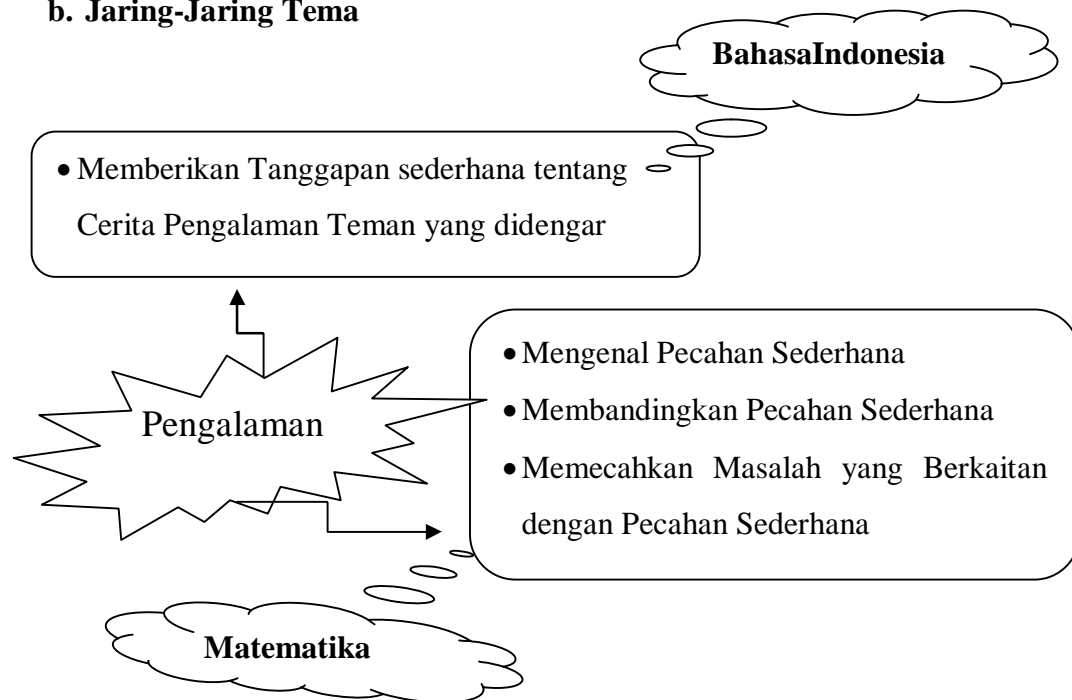 b. Jaring-Jaring Tema
BahasaIndonesia
• Memberikan Tanggapan sederhana tentang
Cerita Pengalaman Teman yang didengar
• Mengenal Pecahan Sederhana
• Membandingkan Pecahan Sederhana
• Memecahkan Masalah yang Berkaitan
dengan Pecahan Sederhana
Pengalaman
Matematika